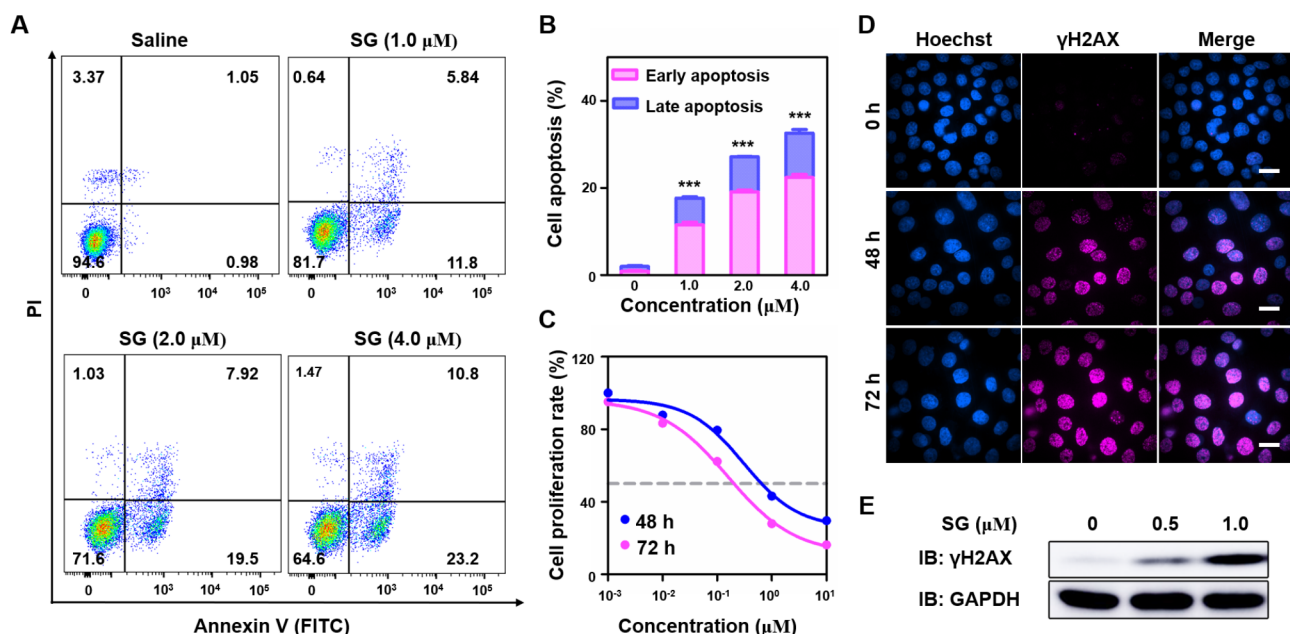 A
Saline
SG (1.0 μM)
3.37
1.05
0.64
5.84
94.6
0.98
81.7
11.8
0
10³
10⁴
10⁵
0
10³
10⁴
10⁵
PI
SG (2.0 μM)
SG (4.0 μM)
1.03
7.92
1.47
10.8
71.6
19.5
64.6
23.2
0
10³
10⁴
10⁵
0
10³
10⁴
10⁵
Annexin V (FITC)
B
Cell apoptosis (%)
40
20
0
Early apoptosis
Late apoptosis
***
***
***
0
1.0
2.0
4.0
Concentration (μM)
C
Cell proliferation rate (%)
120
80
40
0
48 h
72 h
10⁻³
10⁻²
10⁻¹
10⁰
10¹
Concentration (μM)
D
Hoechst
γH2AX
Merge
0 h
48 h
72 h
E
SG (μM)
0
0.5
1.0
IB: γH2AX
IB: GAPDH